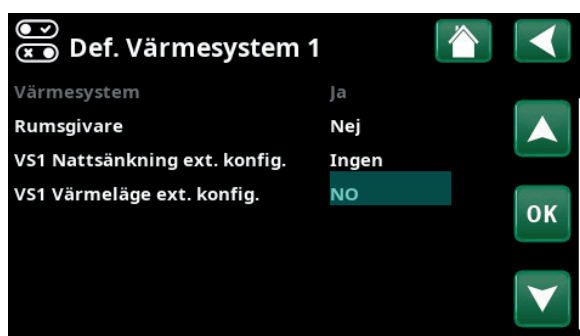 Def. Värmesystem 1
Värmesystem Ja
Rumsgivare Nej
VS1 Nattsänkning ext. konfig. Ingen
VS1 Värmeläge ext. konfig. NO
OK